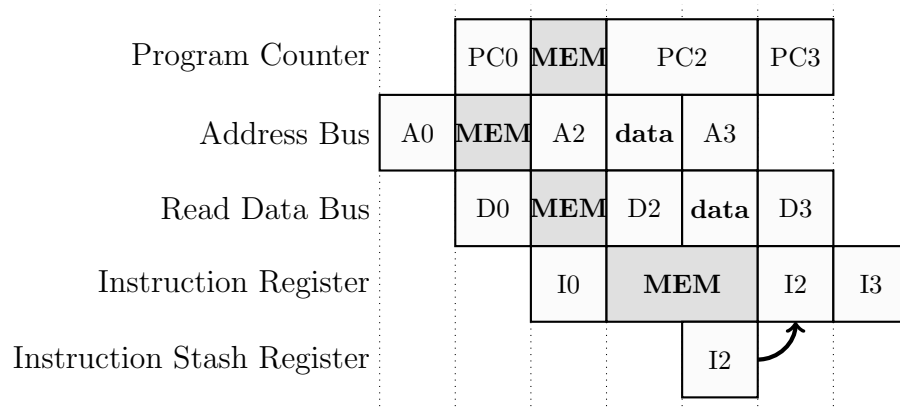 Program Counter PC0 MEM PC2 PC3
Address Bus A0 MEM A2 data A3
Read Data Bus D0 MEM D2 data D3
Instruction Register I0 MEM I2 I3
Instruction Stash Register I2